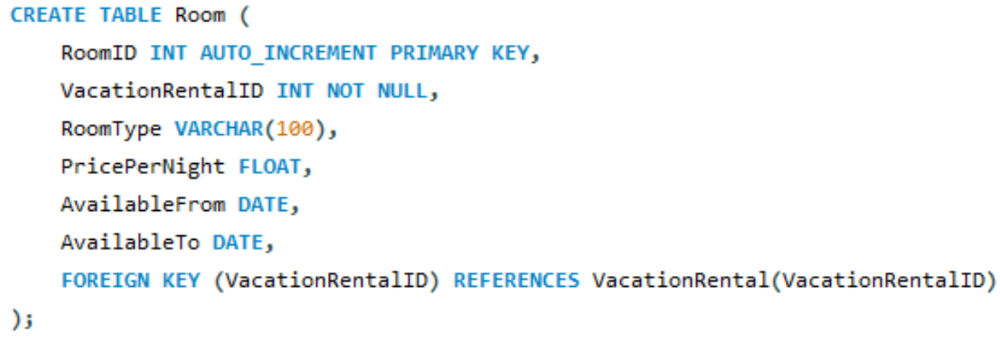 CREATE TABLE Room (
    RoomID INT AUTO_INCREMENT PRIMARY KEY,
    VacationRentalID INT NOT NULL,
    RoomType VARCHAR(100),
    PricePerNight FLOAT,
    AvailableFrom DATE,
    AvailableTo DATE,
    FOREIGN KEY (VacationRentalID) REFERENCES VacationRental(VacationRentalID)
);